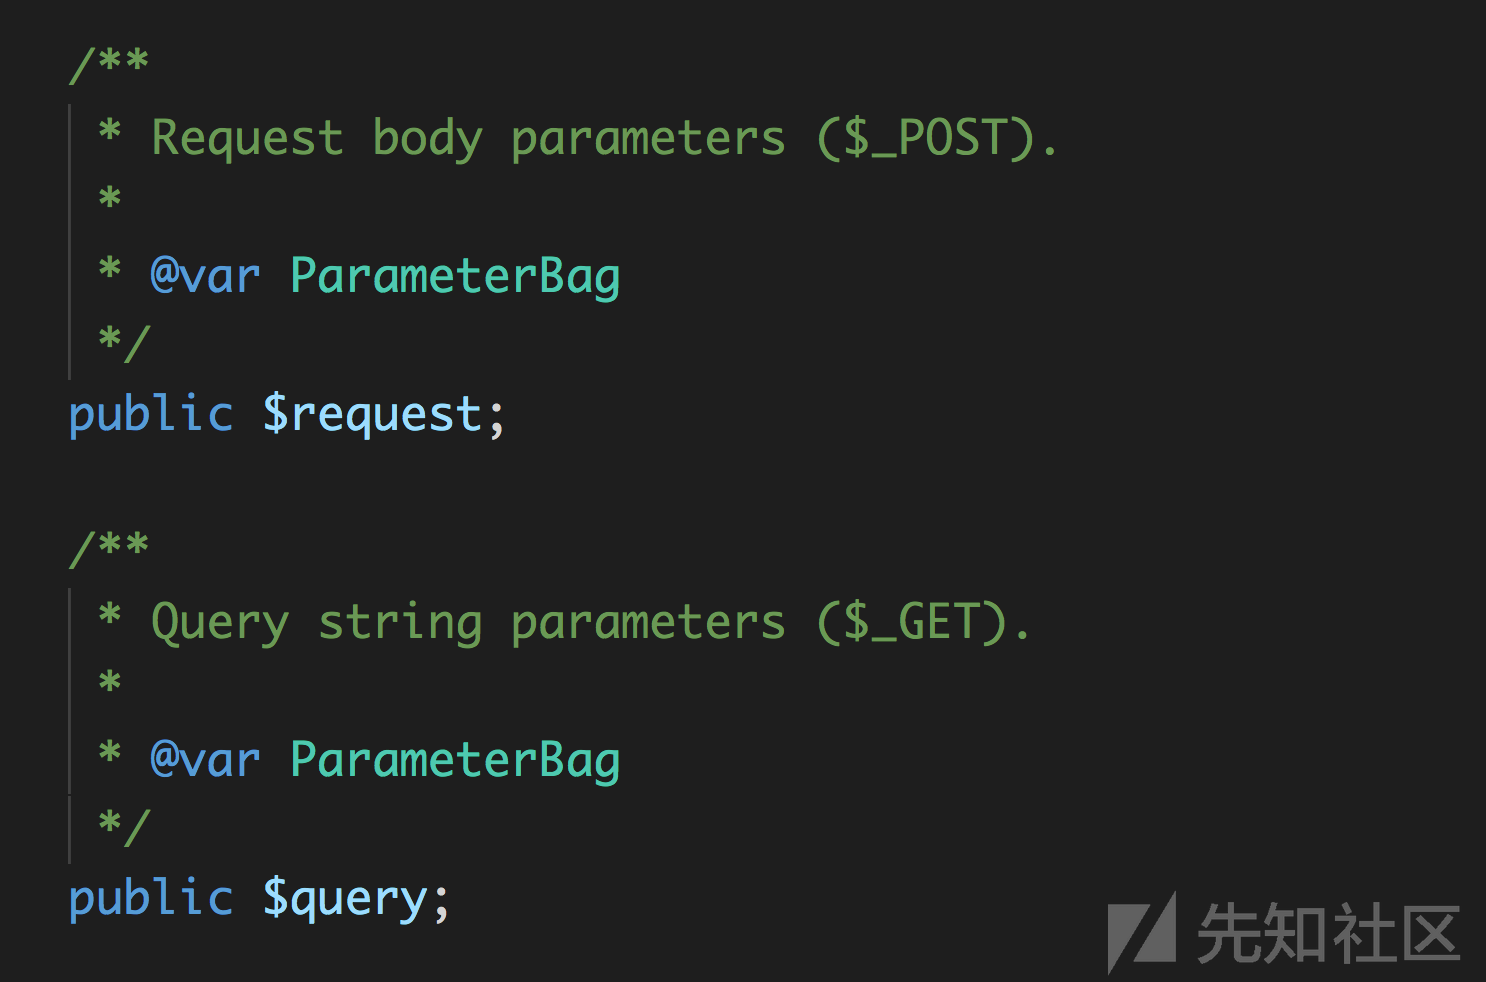 /**
* Request body parameters ($_POST).
*
* @var ParameterBag
*/
public $request;
/**
* Query string parameters ($_GET).
*
* @var ParameterBag
*/
public $query;
先知社区